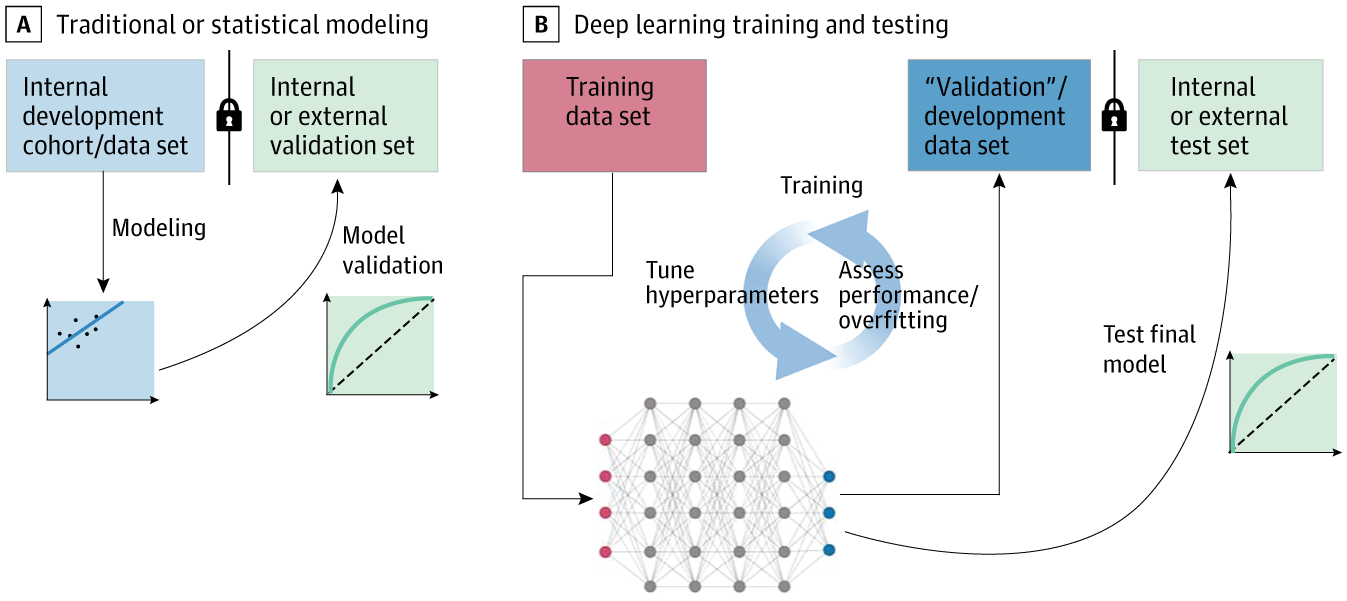 A Traditional or statistical modeling
Internal
development
cohort/data set
Internal
or external
validation set
Modeling
Model
validation
B Deep learning training and testing
Training
data set
“Validation”/
development
data set
Internal
or external
test set
Training
Tune
hyperparameters
Assess
performance/
overfitting
Test final
model